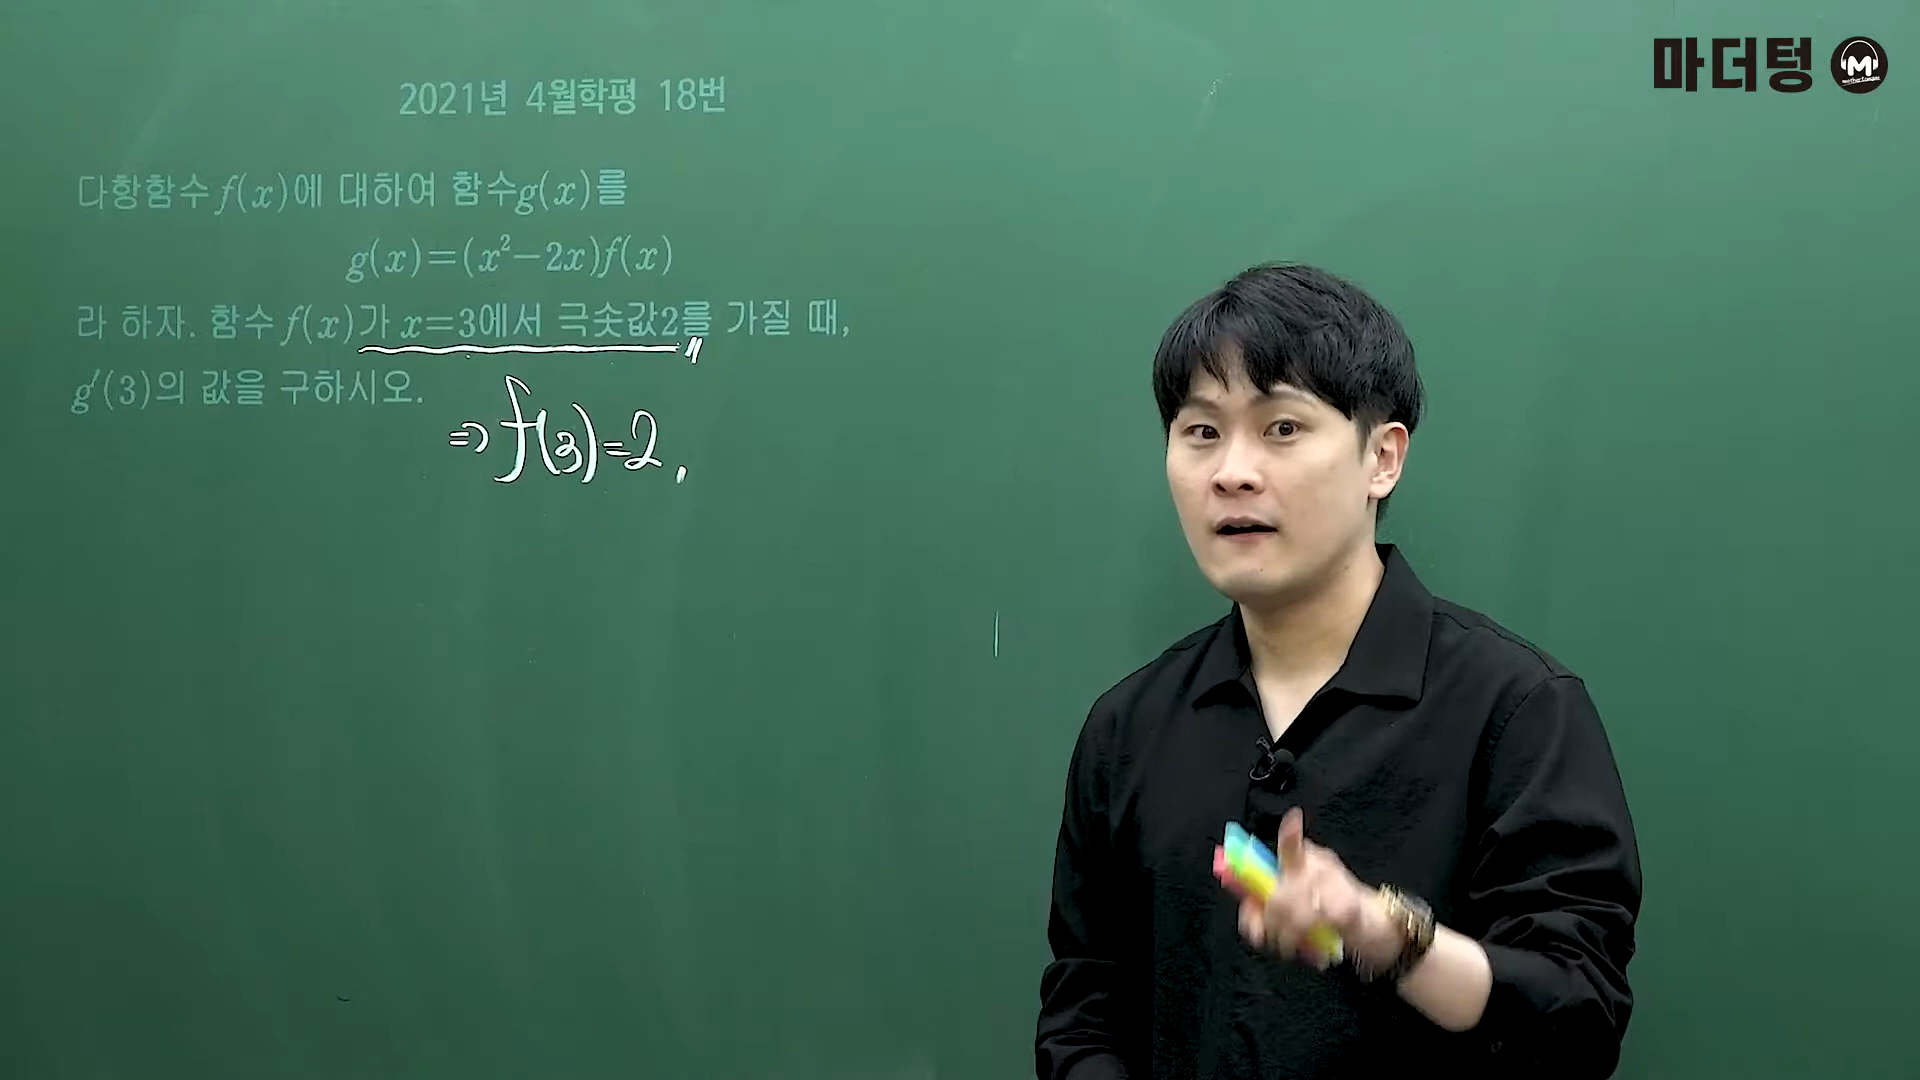 마더텅 M
2021년 4월학평 18번
다항함수 f(x)에 대하여 함수g(x)를
g(x)=(x²-2x)f(x)
라 하자. 함수 f(x)가 x=3에서 극솟값2를 가질 때,
g′(3)의 값을 구하시오.
⇒ f(3)=2